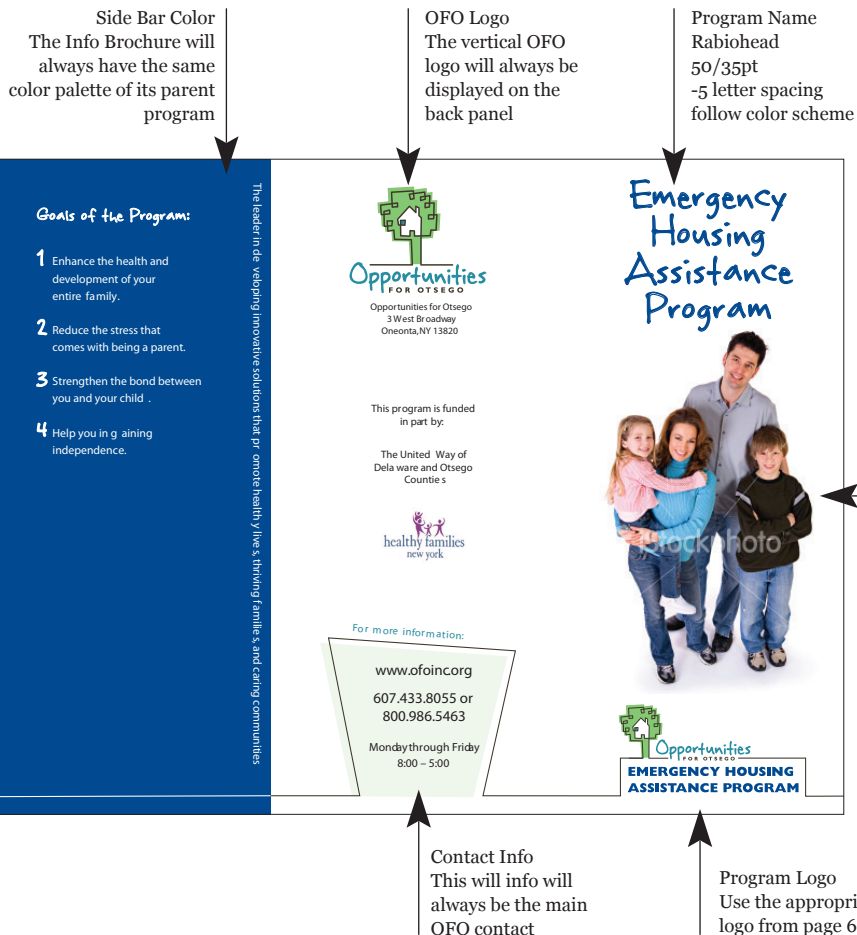 Side Bar Color
The Info Brochure will
always have the same
color palette of its parent
program
OFO Logo
The vertical OFO
logo will always be
displayed on the
back panel
Program Name
Rabiohead
50/35pt
-5 letter spacing
follow color scheme
Goals of the Program:
1 Enhance the health and
development of your
entire family.
2 Reduce the stress that
comes with being a parent.
3 Strengthen the bond between
you and your child .
4 Help you in g aining
independence.
The leader in de veloping innovative solutions that pr omote health y live s, thriving f amilie s, and caring communities
Opportunities
FOR OTSEGO
Opportunities for Otsego
3 West Broadway
Oneonta,NY 13820
This program is funded
in part by:
The United Way of
Dela ware and Otsego
Countie s
healthy families
new york
For more information:
www.ofoinc.org
607.433.8055 or
800.986.5463
Monday through Friday
8:00 – 5:00
Emergency
Housing
Assistance
Program
iStockphoto
Opportunities
FOR OTSEGO
EMERGENCY HOUSING
ASSISTANCE PROGRAM
Contact Info
This will info will
always be the main
OFO contact
Program Logo
Use the appropri
logo from page 6